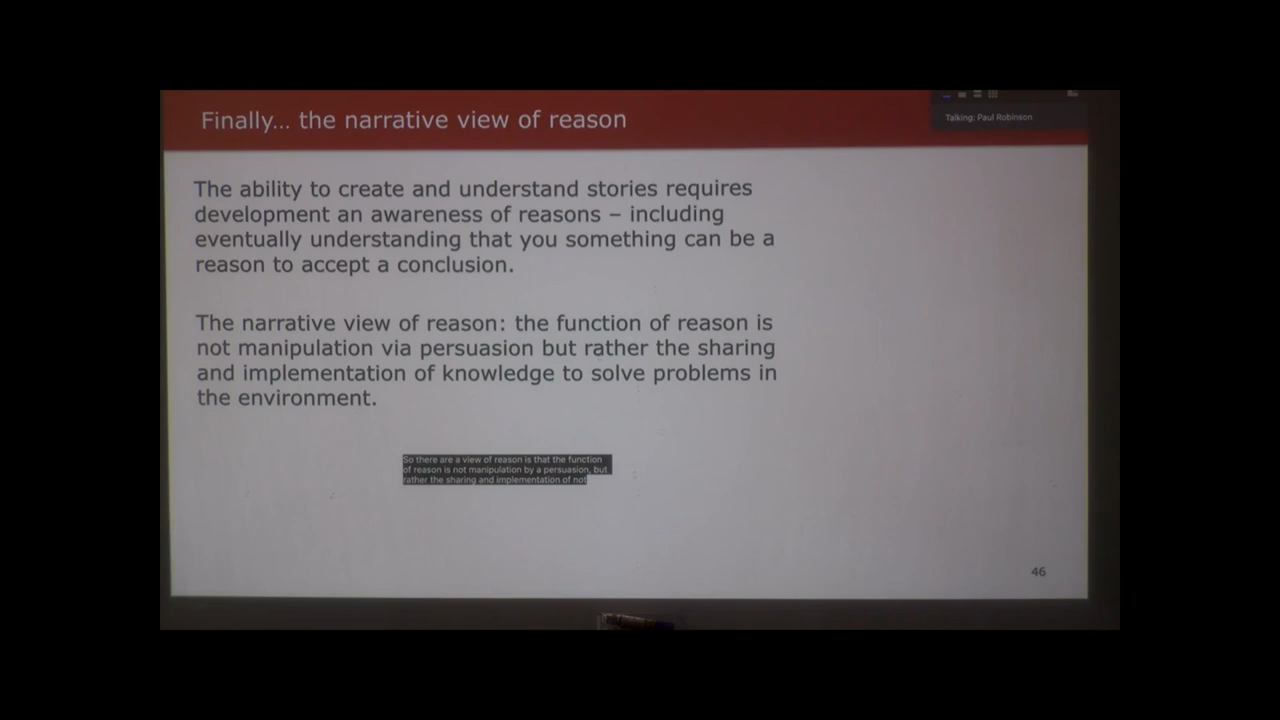 Finally... the narrative view of reason
Talking: Paul Robinson
The ability to create and understand stories requires
development an awareness of reasons – including
eventually understanding that you something can be a
reason to accept a conclusion.
The narrative view of reason: the function of reason is
not manipulation via persuasion but rather the sharing
and implementation of knowledge to solve problems in
the environment.
So there are a view of reason is that the function
of reason is not manipulation by a persuasion, but
rather the sharing and implementation of not
46